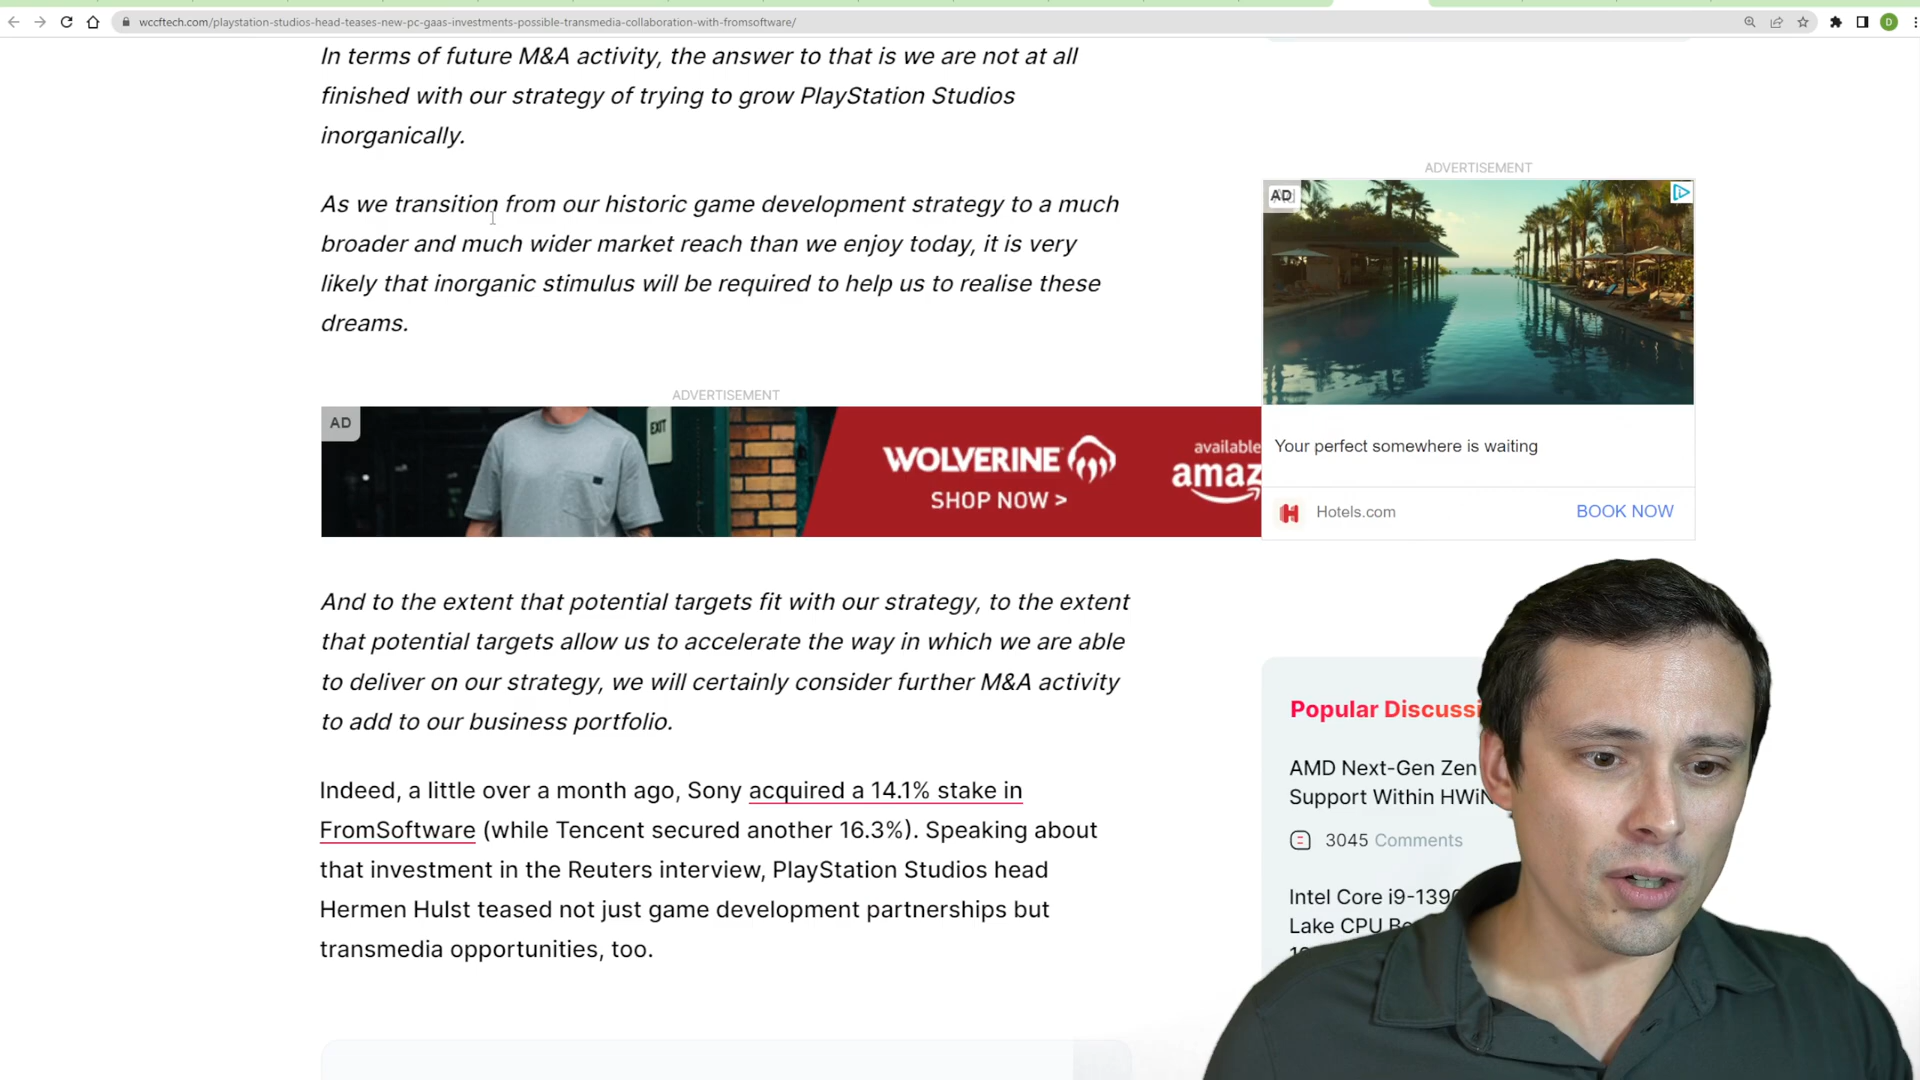 wccftech.com/playstation-studios-head-teases-new-pc-gaas-investments-possible-transmedia-collaboration-with-fromsoftware/
D
In terms of future M&A activity, the answer to that is we are not at all
finished with our strategy of trying to grow PlayStation Studios
inorganically.
As we transition from our historic game development strategy to a much
broader and much wider market reach than we enjoy today, it is very
likely that inorganic stimulus will be required to help us to realise these
dreams.
ADVERTISEMENT
AD
EXIT
WOLVERINE
SHOP NOW >
available
amaz
And to the extent that potential targets fit with our strategy, to the extent
that potential targets allow us to accelerate the way in which we are able
to deliver on our strategy, we will certainly consider further M&A activity
to add to our business portfolio.
Indeed, a little over a month ago, Sony acquired a 14.1% stake in
FromSoftware (while Tencent secured another 16.3%). Speaking about
that investment in the Reuters interview, PlayStation Studios head
Hermen Hulst teased not just game development partnerships but
transmedia opportunities, too.
ADVERTISEMENT
AD
Your perfect somewhere is waiting
H
Hotels.com
BOOK NOW
Popular Discussi
AMD Next-Gen Zen
Support Within HWiN
3045 Comments
Intel Core i9-1390
Lake CPU Be